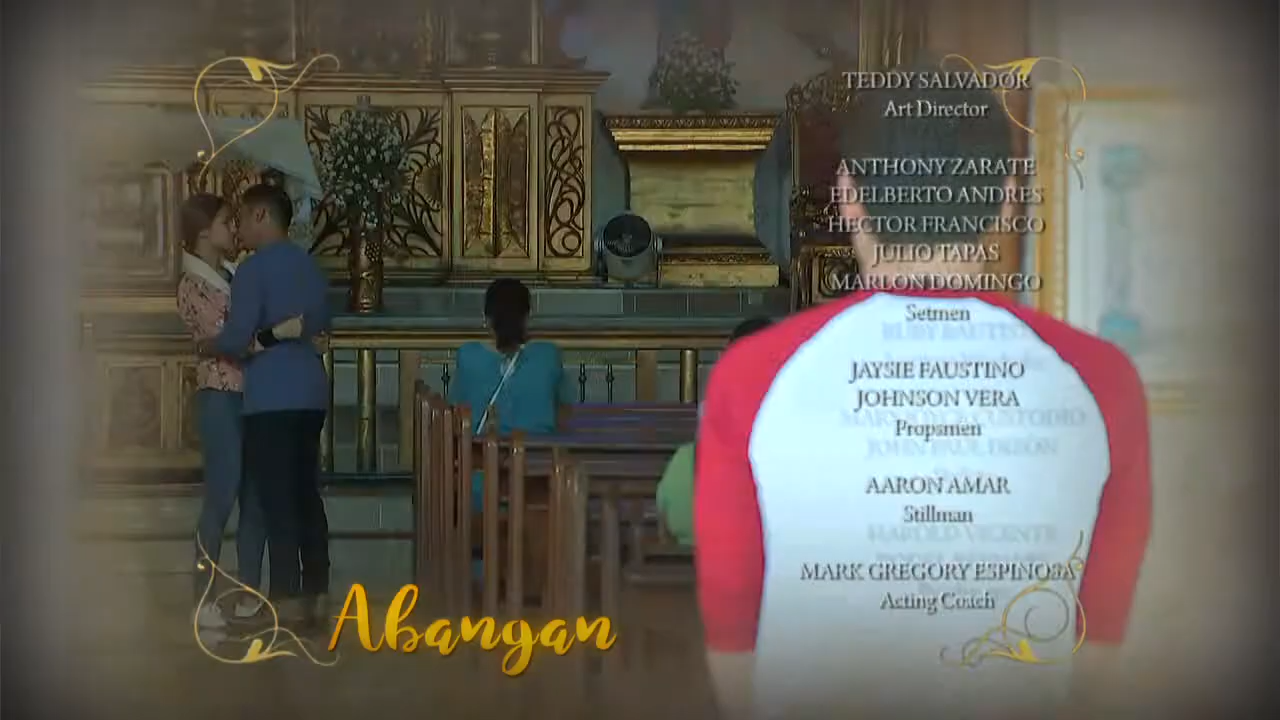 TEDDY SALVADOR
Art Director
ANTHONY ZARATE
EDELBERTO ANDRES
HECTOR FRANCISCO
JULIO TAPAS
MARLON DOMINGO
Setmen
JAYSIE FAUSTINO
JOHNSON VERA
Propsmen
AARON AMAR
Stillman
MARK GREGORY ESPINOSA
Acting Coach
Abangan